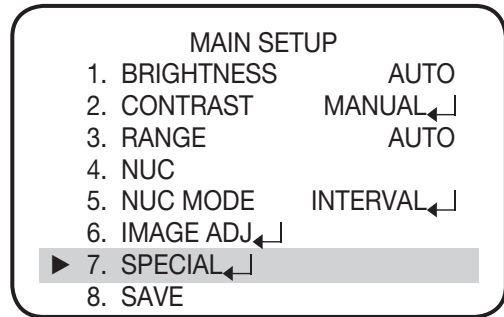 MAIN SETUP
1. BRIGHTNESS AUTO
2. CONTRAST MANUAL↵
3. RANGE AUTO
4. NUC
5. NUC MODE INTERVAL↵
6. IMAGE ADJ↵
▶ 7. SPECIAL↵
8. SAVE